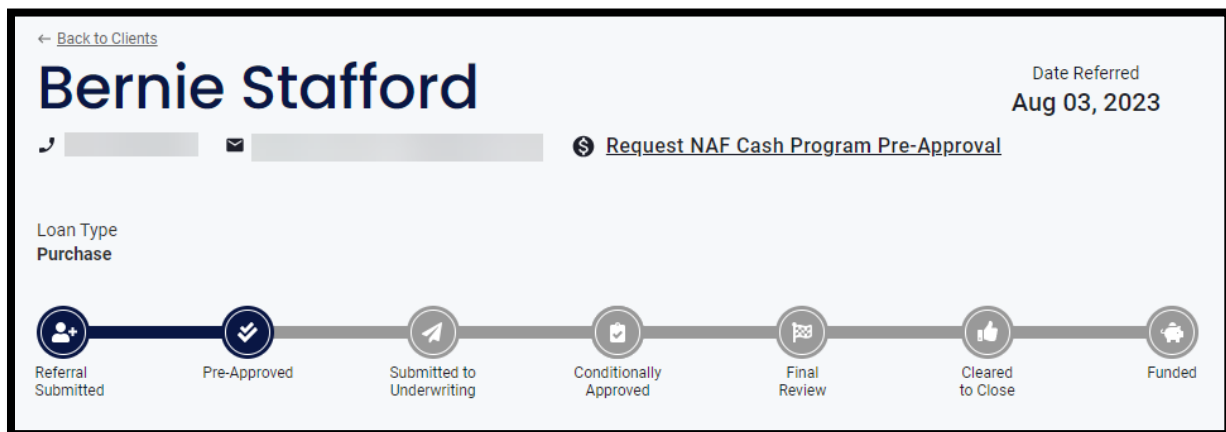 ← Back to Clients
Bernie Stafford
Date Referred
Aug 03, 2023
Request NAF Cash Program Pre-Approval
Loan Type
Purchase
Referral
Submitted
Pre-Approved
Submitted to
Underwriting
Conditionally
Approved
Final
Review
Cleared
to Close
Funded